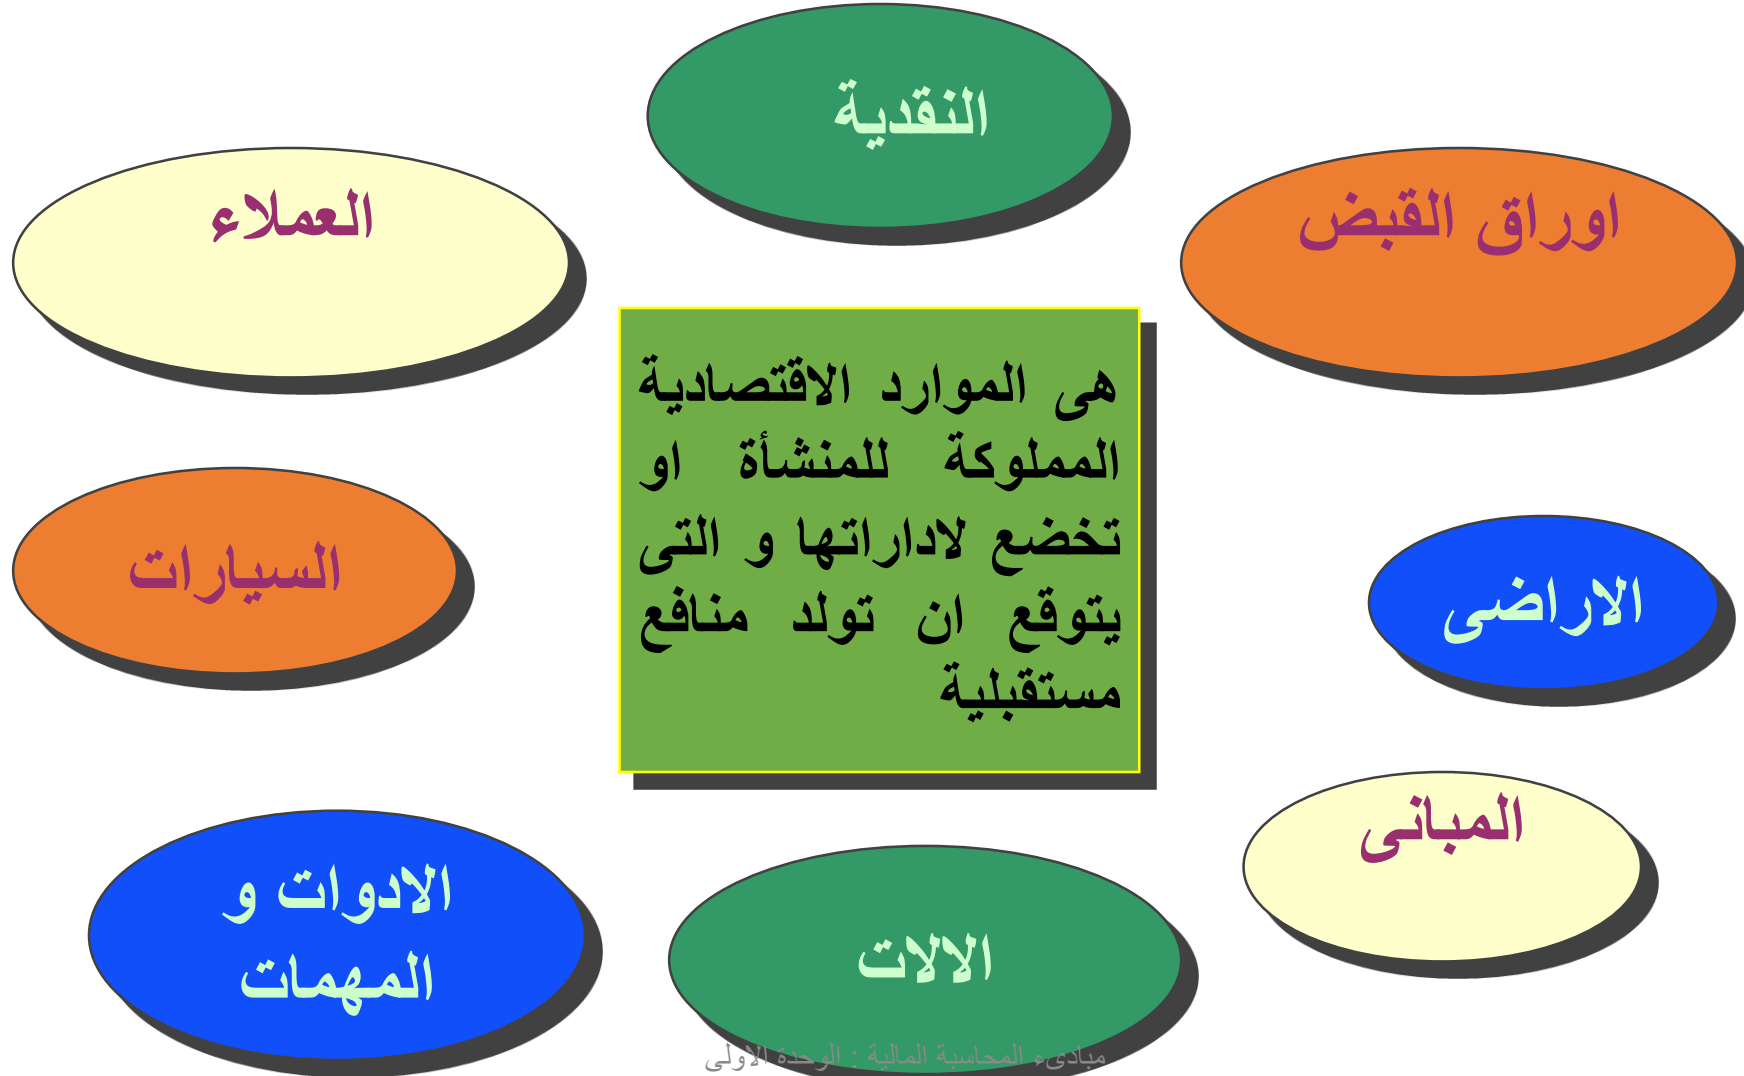 النقدية
اوراق القبض
العملاء
هى الموارد الاقتصادية
المملوكة للمنشأة او
تخضع لاداراتها و التى
يتوقع ان تولد منافع
مستقبلية
السيارات
الاراضى
المبانى
الادوات و
المهمات
الالات
مبادىء المحاسبة المالية : الوحدة الاولى